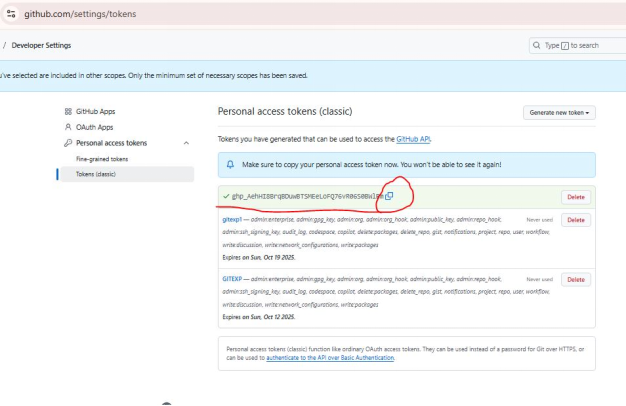 github.com/settings/tokens
/ Developer Settings
Type / to search
u've selected are included in other scopes. Only the minimum set of necessary scopes has been saved.
GitHub Apps
OAuth Apps
Personal access tokens
Fine-grained tokens
Tokens (classic)
Personal access tokens (classic)
Generate new token
Tokens you have generated that can be used to access the GitHub API.
Make sure to copy your personal access token now. You won't be able to see it again!
Delete
gitexp1 — admin:enterprise, admin:gpg_key, admin:org, admin:org_hook, admin:public_key, admin:repo_hook, Never used Delete
admin:ssh_signing_key, audit_log, codespace, copilot, delete:packages, delete_repo, gist, notifications, project, repo, user, workflow,
write:discussion, write:network_configurations, write:packages
Expires on Sun, Oct 19 2025.
GITEXP — admin:enterprise, admin:gpg_key, admin:org, admin:org_hook, admin:public_key, admin:repo_hook, Never used Delete
admin:ssh_signing_key, audit_log, codespace, copilot, delete:packages, delete_repo, gist, notifications, project, repo, user, workflow,
write:discussion, write:network_configurations, write:packages
Expires on Sun, Oct 12 2025.
Personal access tokens (classic) function like ordinary OAuth access tokens. They can be used instead of a password for Git over HTTPS, or
can be used to authenticate to the API over Basic Authentication.